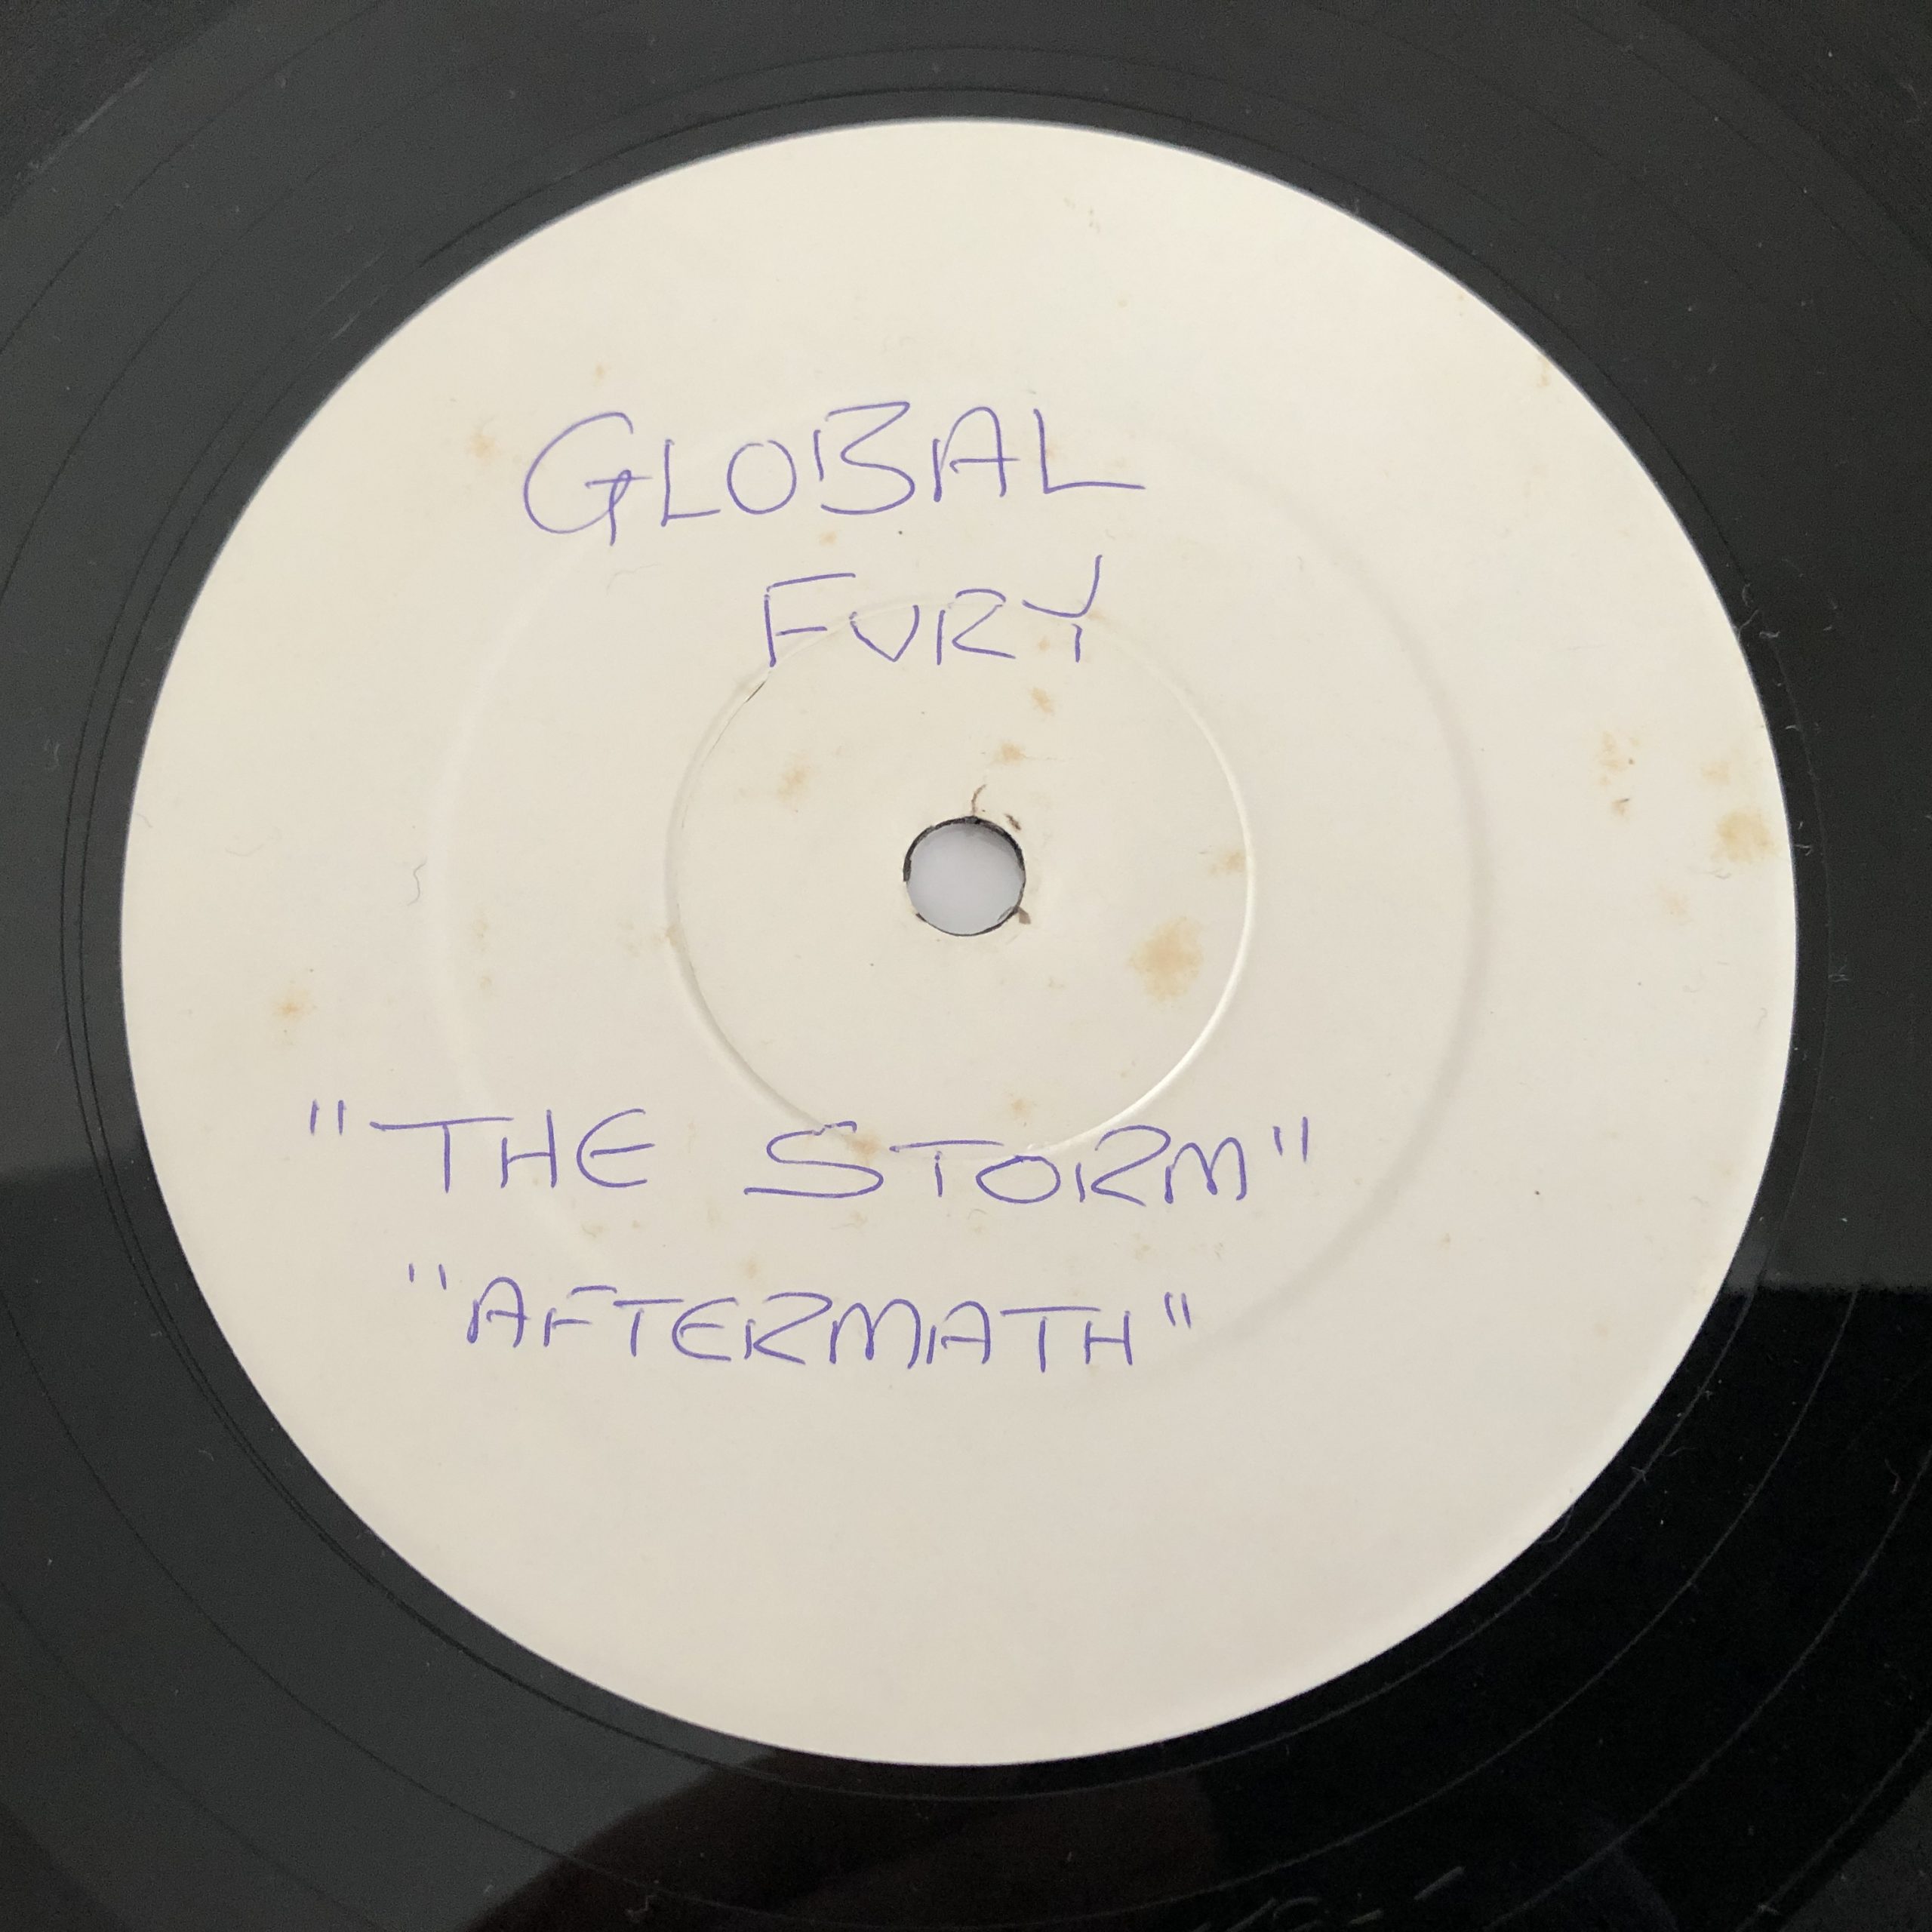 GLOBAL
FURY
"THE STORM"
"AFTERMATH"